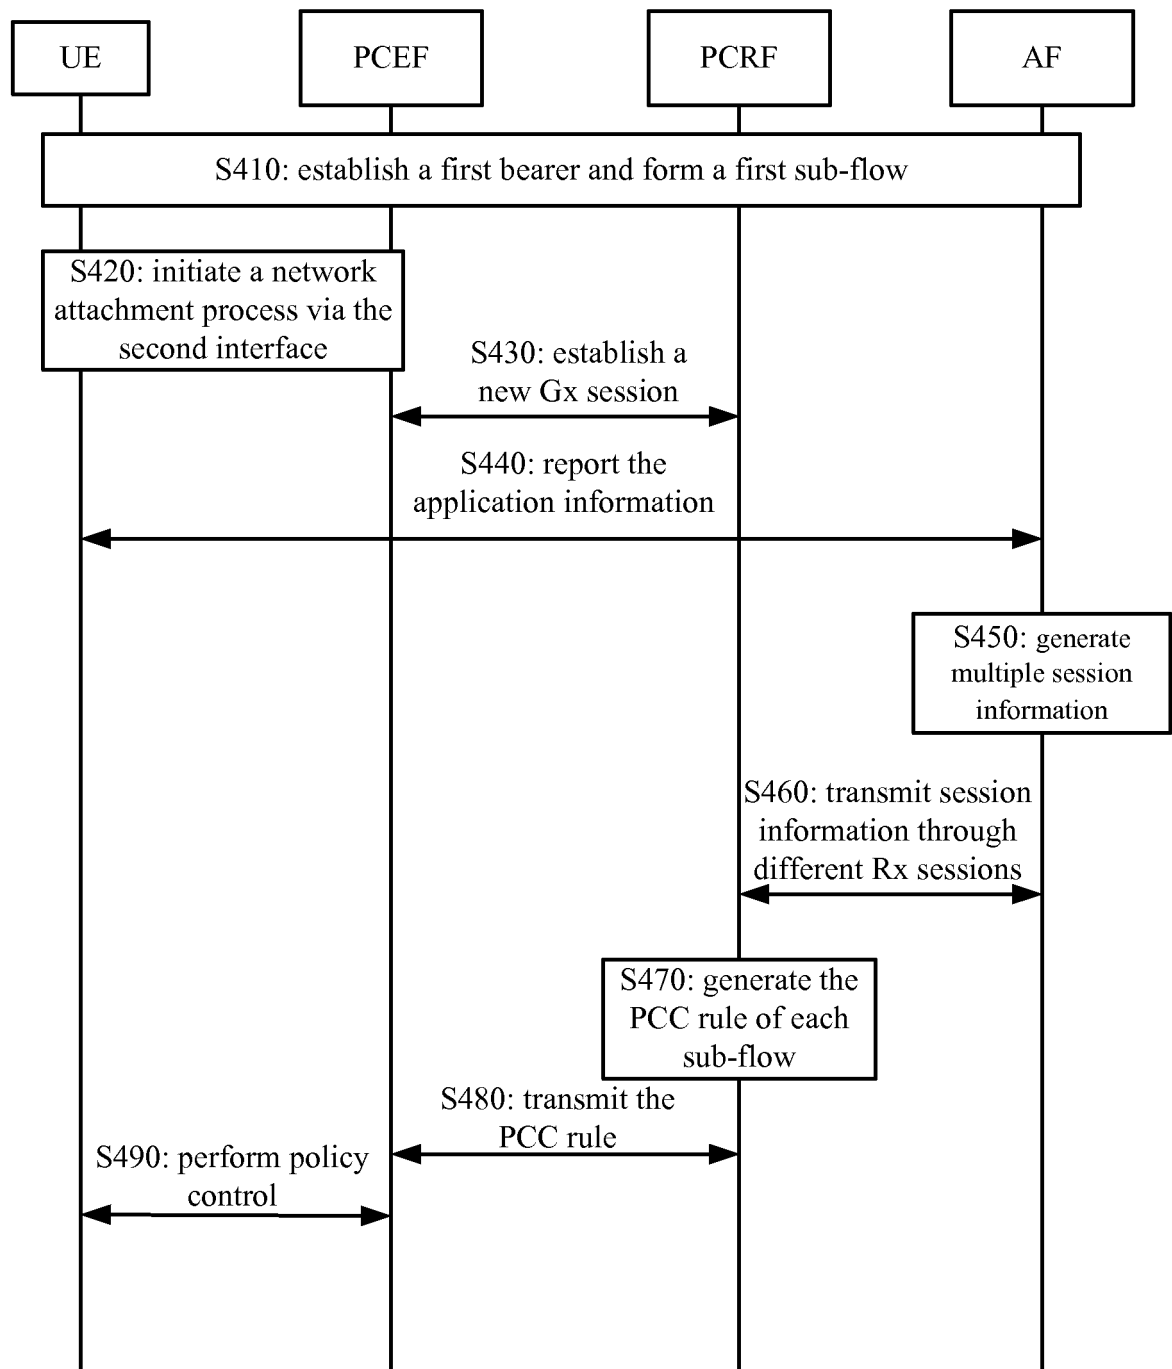 UE
PCEF
PCRF
AF
S410: establish a first bearer and form a first sub-flow
S420: initiate a network
attachment process via the
second interface
S430: establish a
new Gx session
S440: report the
application information
S450: generate
multiple session
information
S460: transmit session
information through
different Rx sessions
S470: generate the
PCC rule of each
sub-flow
S480: transmit the
PCC rule
S490: perform policy
control